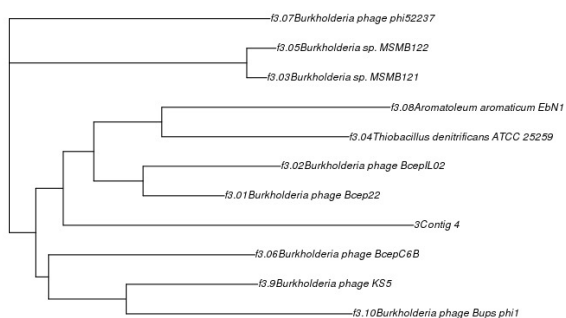 f3.07Burkholderia phage phi52237
f3.05Burkholderia sp. MSMB122
f3.03Burkholderia sp. MSMB121
f3.08Aromatoleum aromaticum EbN1
f3.04Thiobacillus denitrificans ATCC 25259
f3.02Burkholderia phage BcepIL02
f3.01Burkholderia phage Bcep22
3Contig 4
f3.06Burkholderia phage BcepC6B
f3.9Burkholderia phage KS5
f3.10Burkholderia phage Bups phi1